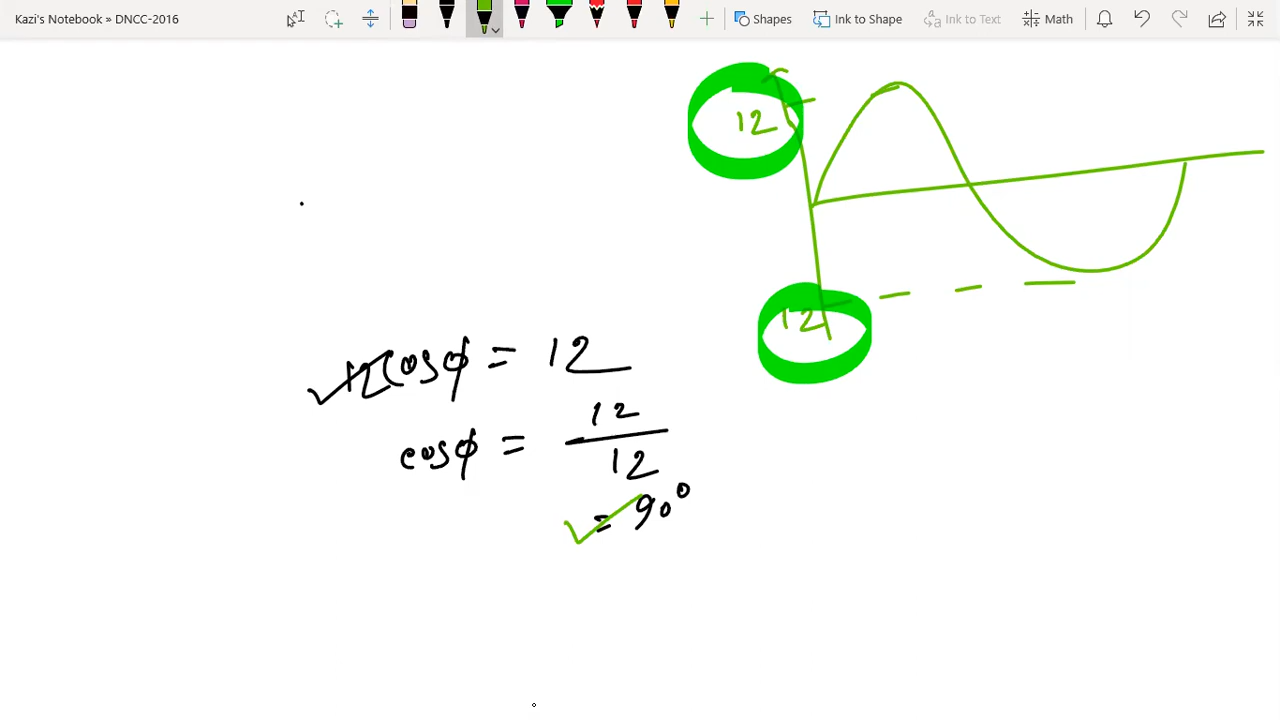 Kazi's Notebook » DNCC-2016
Shapes
Ink to Shape
Ink to Text
Math
12
12
12cosϕ = 12
cosϕ = 12/12
= 90°